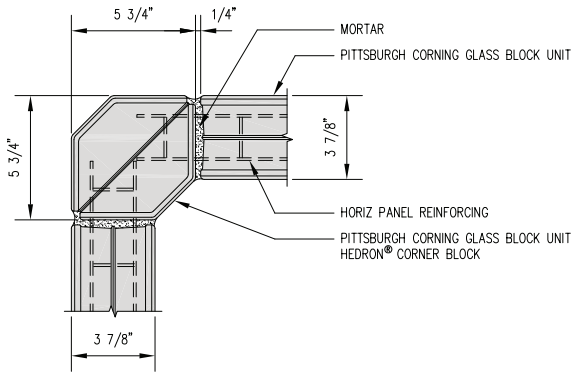 5 3/4" 1/4"
MORTAR
PITTSBURGH CORNING GLASS BLOCK UNIT
5 3/4"
3 7/8"
HORIZ PANEL REINFORCING
PITTSBURGH CORNING GLASS BLOCK UNIT
HEDRON® CORNER BLOCK
3 7/8"